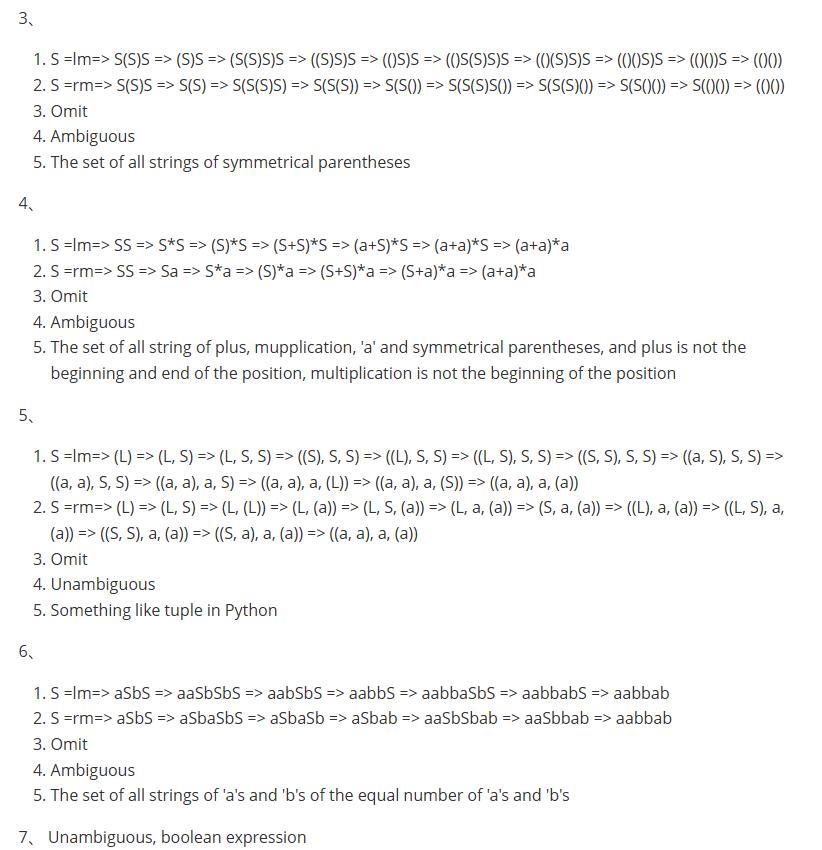 3、
1. S =lm=> S(S)S => (S)S => (S(S)S)S => ((S)S)S => (()S)S => (()S(S)S)S => (()(S)S)S => (()()S)S => (()())S => (()())
2. S =rm=> S(S)S => S(S) => S(S(S)S) => S(S(S)) => S(S()) => S(S(S)S()) => S(S(S)()) => S(S()()) => S(()()) => (()())
3. Omit
4. Ambiguous
5. The set of all strings of symmetrical parentheses
4、
1. S =lm=> SS => S*S => (S)*S => (S+S)*S => (a+S)*S => (a+a)*S => (a+a)*a
2. S =rm=> SS => Sa => S*a => (S)*a => (S+S)*a => (S+a)*a => (a+a)*a
3. Omit
4. Ambiguous
5. The set of all string of plus, mupplication, 'a' and symmetrical parentheses, and plus is not the
beginning and end of the position, multiplication is not the beginning of the position
5、
1. S =lm=> (L) => (L, S) => (L, S, S) => ((S), S, S) => ((L), S, S) => ((L, S), S, S) => ((S, S), S, S) => ((a, S), S, S) =>
((a, a), S, S) => ((a, a), a, S) => ((a, a), a, (L)) => ((a, a), a, (S)) => ((a, a), a, (a))
2. S =rm=> (L) => (L, S) => (L, (L)) => (L, (a)) => (L, S, (a)) => (L, a, (a)) => (S, a, (a)) => ((L), a, (a)) => ((L, S), a,
(a)) => ((S, S), a, (a)) => ((S, a), a, (a)) => ((a, a), a, (a))
3. Omit
4. Unambiguous
5. Something like tuple in Python
6、
1. S =lm=> aSbS => aaSbSbS => aabSbS => aabbS => aabbaSbS => aabbabS => aabbab
2. S =rm=> aSbS => aSbaSbS => aSbaSb => aSbab => aaSbSbab => aaSbbab => aabbab
3. Omit
4. Ambiguous
5. The set of all strings of 'a's and 'b's of the equal number of 'a's and 'b's
7、 Unambiguous, boolean expression